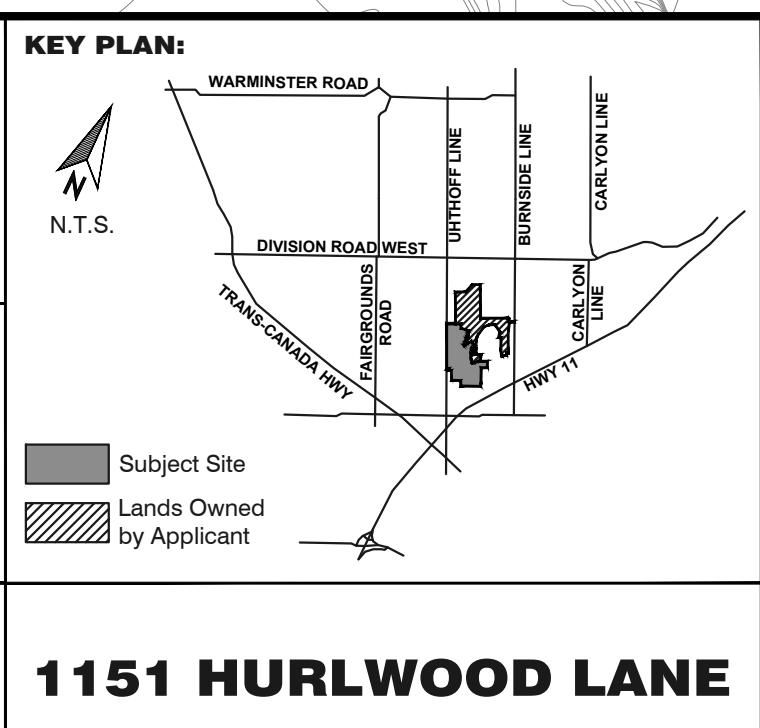 KEY PLAN:
WARMINSTER ROAD
N
N.T.S.
UHTHOFF LINE
BURNSIDE LINE
CARLYON LINE
DIVISION ROAD WEST
TRANS-CANADA HWY
FAIRGROUNDS
ROAD
CARLYON
LINE
HWY 11
Subject Site
Lands Owned
by Applicant
1151 HURLWOOD LANE